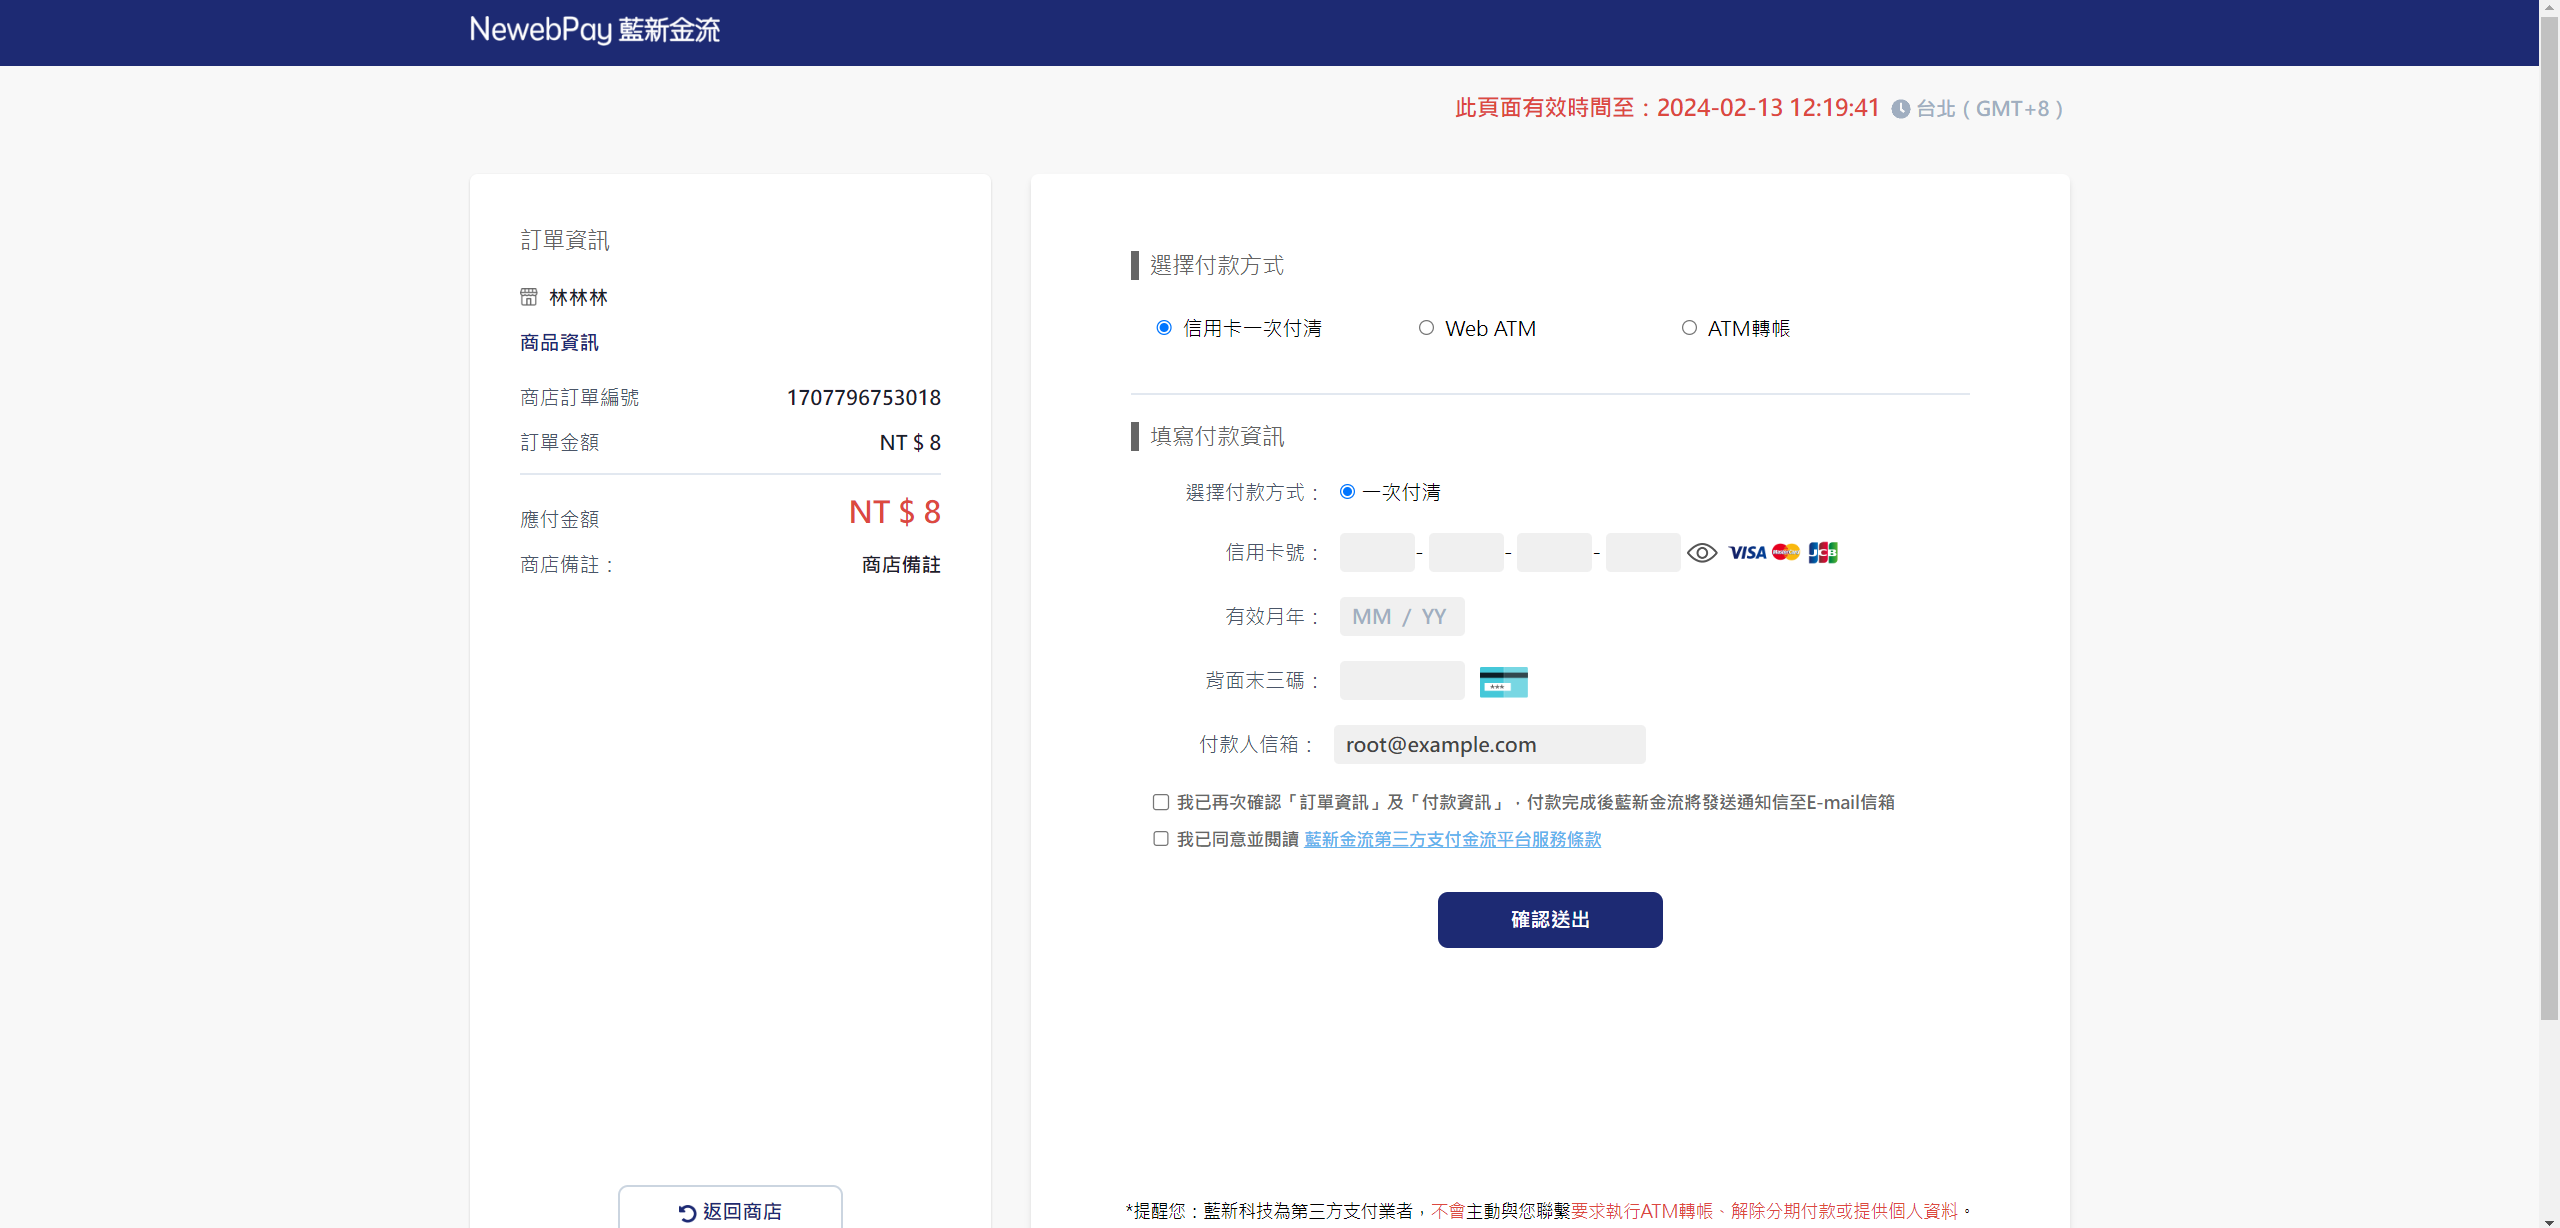 NewebPay 藍新金流
此頁面有效時間至：2024-02-13 12:19:41 台北 ( GMT+8 )
訂單資訊
林林林
商品資訊
商店訂單編號 1707796753018
訂單金額 NT $ 8
應付金額 NT $ 8
商店備註： 商店備註
返回商店
選擇付款方式
信用卡一次付清 Web ATM ATM轉帳
填寫付款資訊
選擇付款方式： 一次付清
信用卡號： - - - VISA MasterCard JCB
有效月年： MM / YY
背面末三碼： ***
付款人信箱： root@example.com
我已再次確認「訂單資訊」及「付款資訊」，付款完成後藍新金流將發送通知信至E-mail信箱
我已同意並閱讀 藍新金流第三方支付金流平台服務條款
確認送出
*提醒您：藍新科技為第三方支付業者，不會主動與您聯繫要求執行ATM轉帳、解除分期付款或提供個人資料。